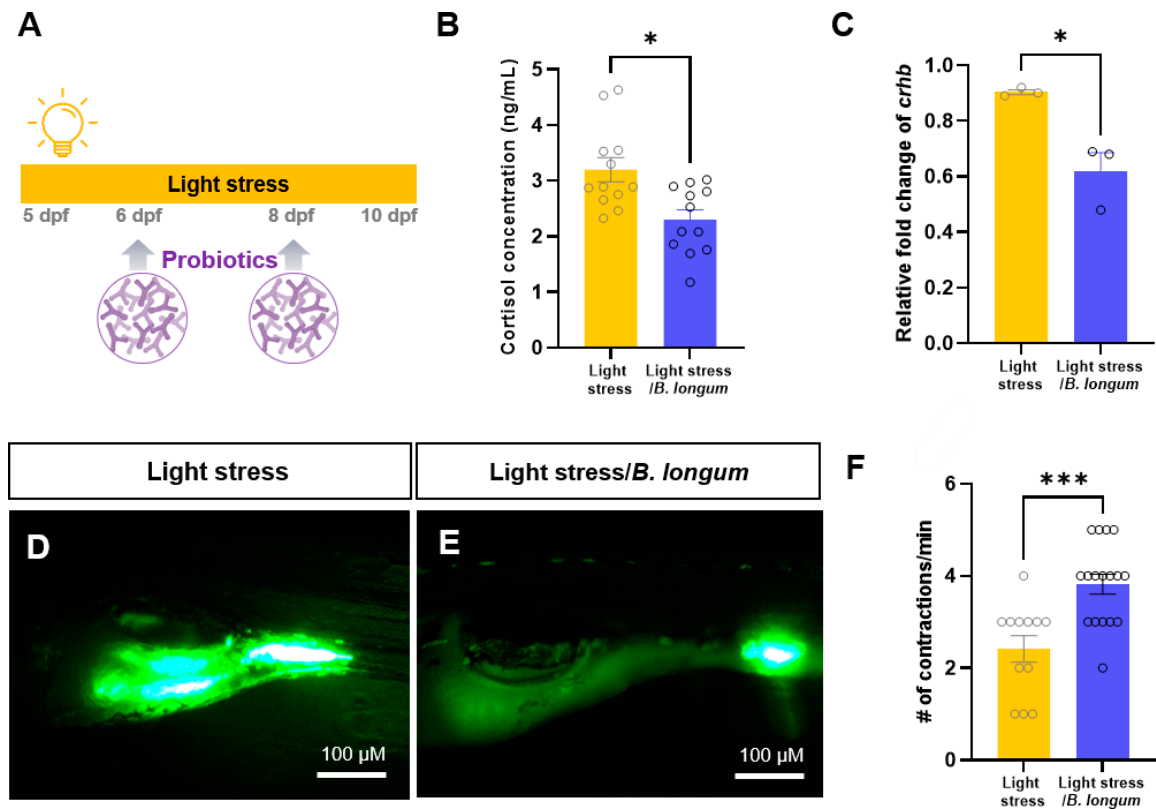 A
Light stress
5 dpf 6 dpf 8 dpf 10 dpf
Probiotics
B
*
Cortisol concentration (ng/mL)
5
4
3
2
1
0
Light
stress
Light stress
/B. longum
C
*
Relative fold change of crhb
1.0
0.8
0.6
0.4
0.2
0.0
Light
stress
Light stress
/B. longum
Light stress
Light stress/B. longum
D
100 µM
E
100 µM
F
***
# of contractions/min
6
4
2
0
Light
stress
Light stress
/B. longum